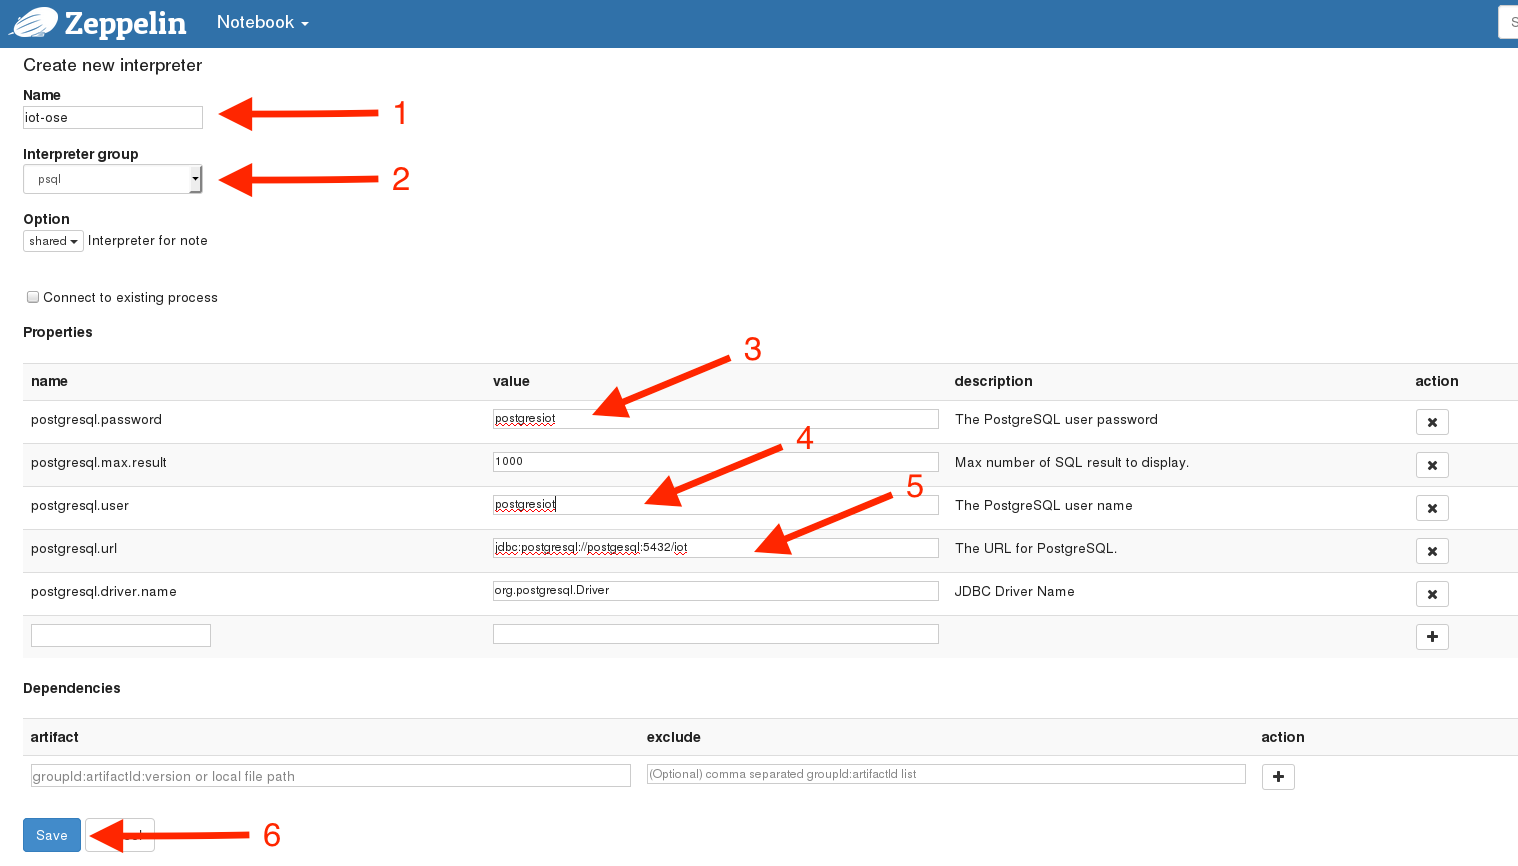 Zeppelin Notebook
S
Create new interpreter
Name
iot-ose
1
Interpreter group
psql
2
Option
shared Interpreter for note
Connect to existing process
Properties
3
name value description action
postgresql.password postgresiot The PostgreSQL user password
4
postgresql.max.result 1000 Max number of SQL result to display.
5
postgresql.user postgresiot The PostgreSQL user name
postgresql.url jdbc:postgresql://postgesql:5432/iot The URL for PostgreSQL.
postgresql.driver.name org.postgresql.Driver JDBC Driver Name
Dependencies
artifact exclude action
groupId:artifactId:version or local file path (Optional) comma separated groupId:artifactId list
Save 6